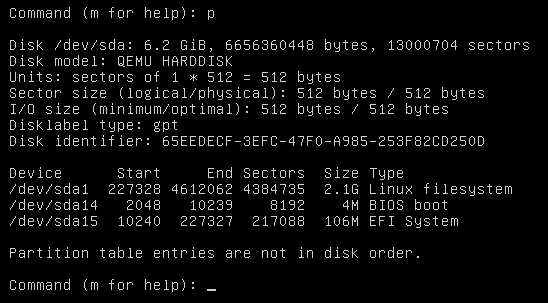 Command (m for help): p
Disk /dev/sda: 6.2 GiB, 6656360448 bytes, 13000704 sectors
Disk model: QEMU HARDDISK
Units: sectors of 1 * 512 = 512 bytes
Sector size (logical/physical): 512 bytes / 512 bytes
I/O size (minimum/optimal): 512 bytes / 512 bytes
Disklabel type: gpt
Disk identifier: 65EEDECF-3EFC-47F0-A985-253F82CD250D
Device Start End Sectors Size Type
/dev/sda1 227328 4612062 4384735 2.1G Linux filesystem
/dev/sda14 2048 10239 8192 4M BIOS boot
/dev/sda15 10240 227327 217088 106M EFI System
Partition table entries are not in disk order.
Command (m for help): _